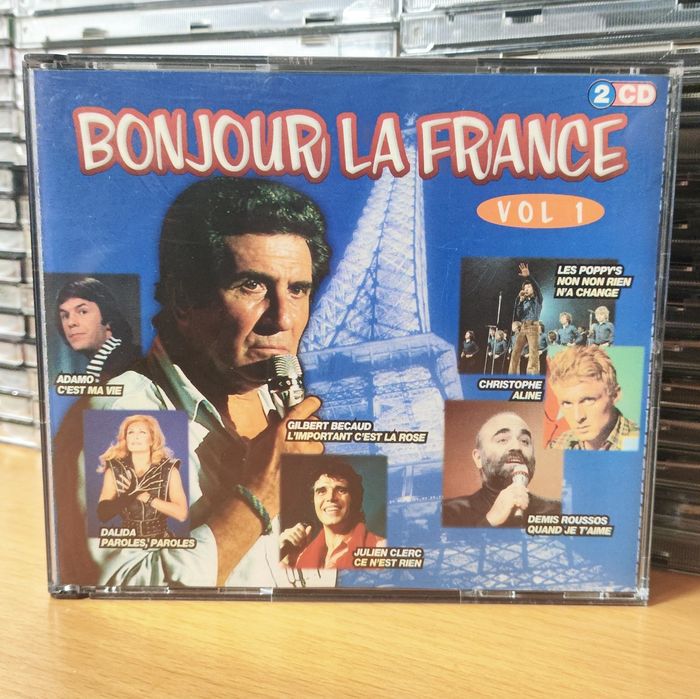 2 CD
BONJOUR LA FRANCE
VOL 1
LES POPPY'S
NON NON RIEN
N'A CHANGE
ADAMO
C'EST MA VIE
CHRISTOPHE
ALINE
GILBERT BECAUD
L'IMPORTANT C'EST LA ROSE
DALIDA
PAROLES, PAROLES
JULIEN CLERC
CE N'EST RIEN
DEMIS ROUSSOS
QUAND JE T'AIME